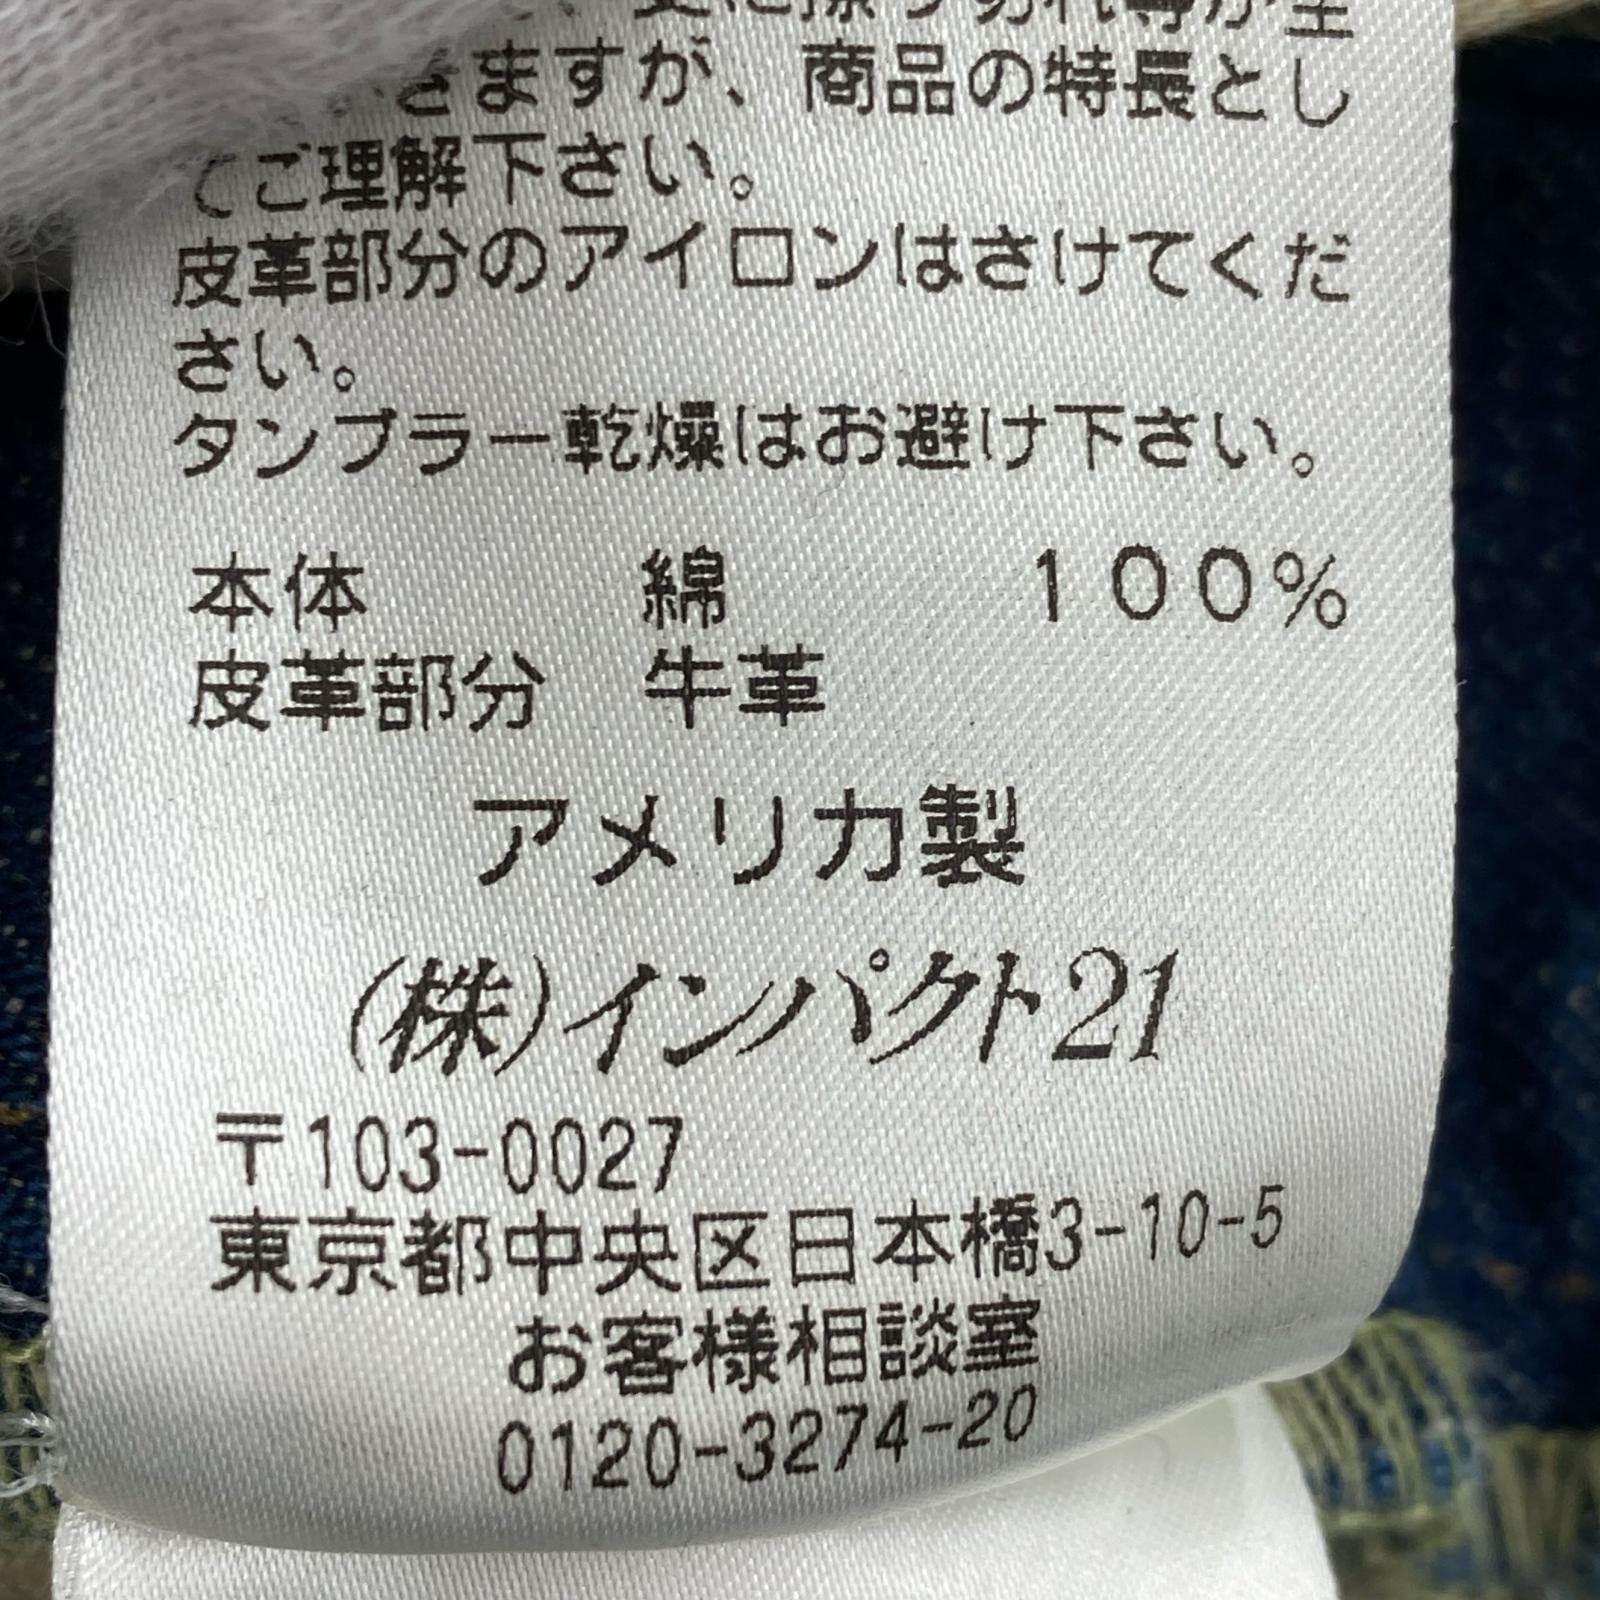 きますが、商品の特長とし
てご理解下さい。
皮革部分のアイロンはさけてくだ
さい。
タンブラー乾燥はお避け下さい。
本体 綿 100%
皮革部分 牛革
アメリカ製
(株)インパクト21
〒103-0027
東京都中央区日本橋3-10-5
お客様相談室
0120-3274-20